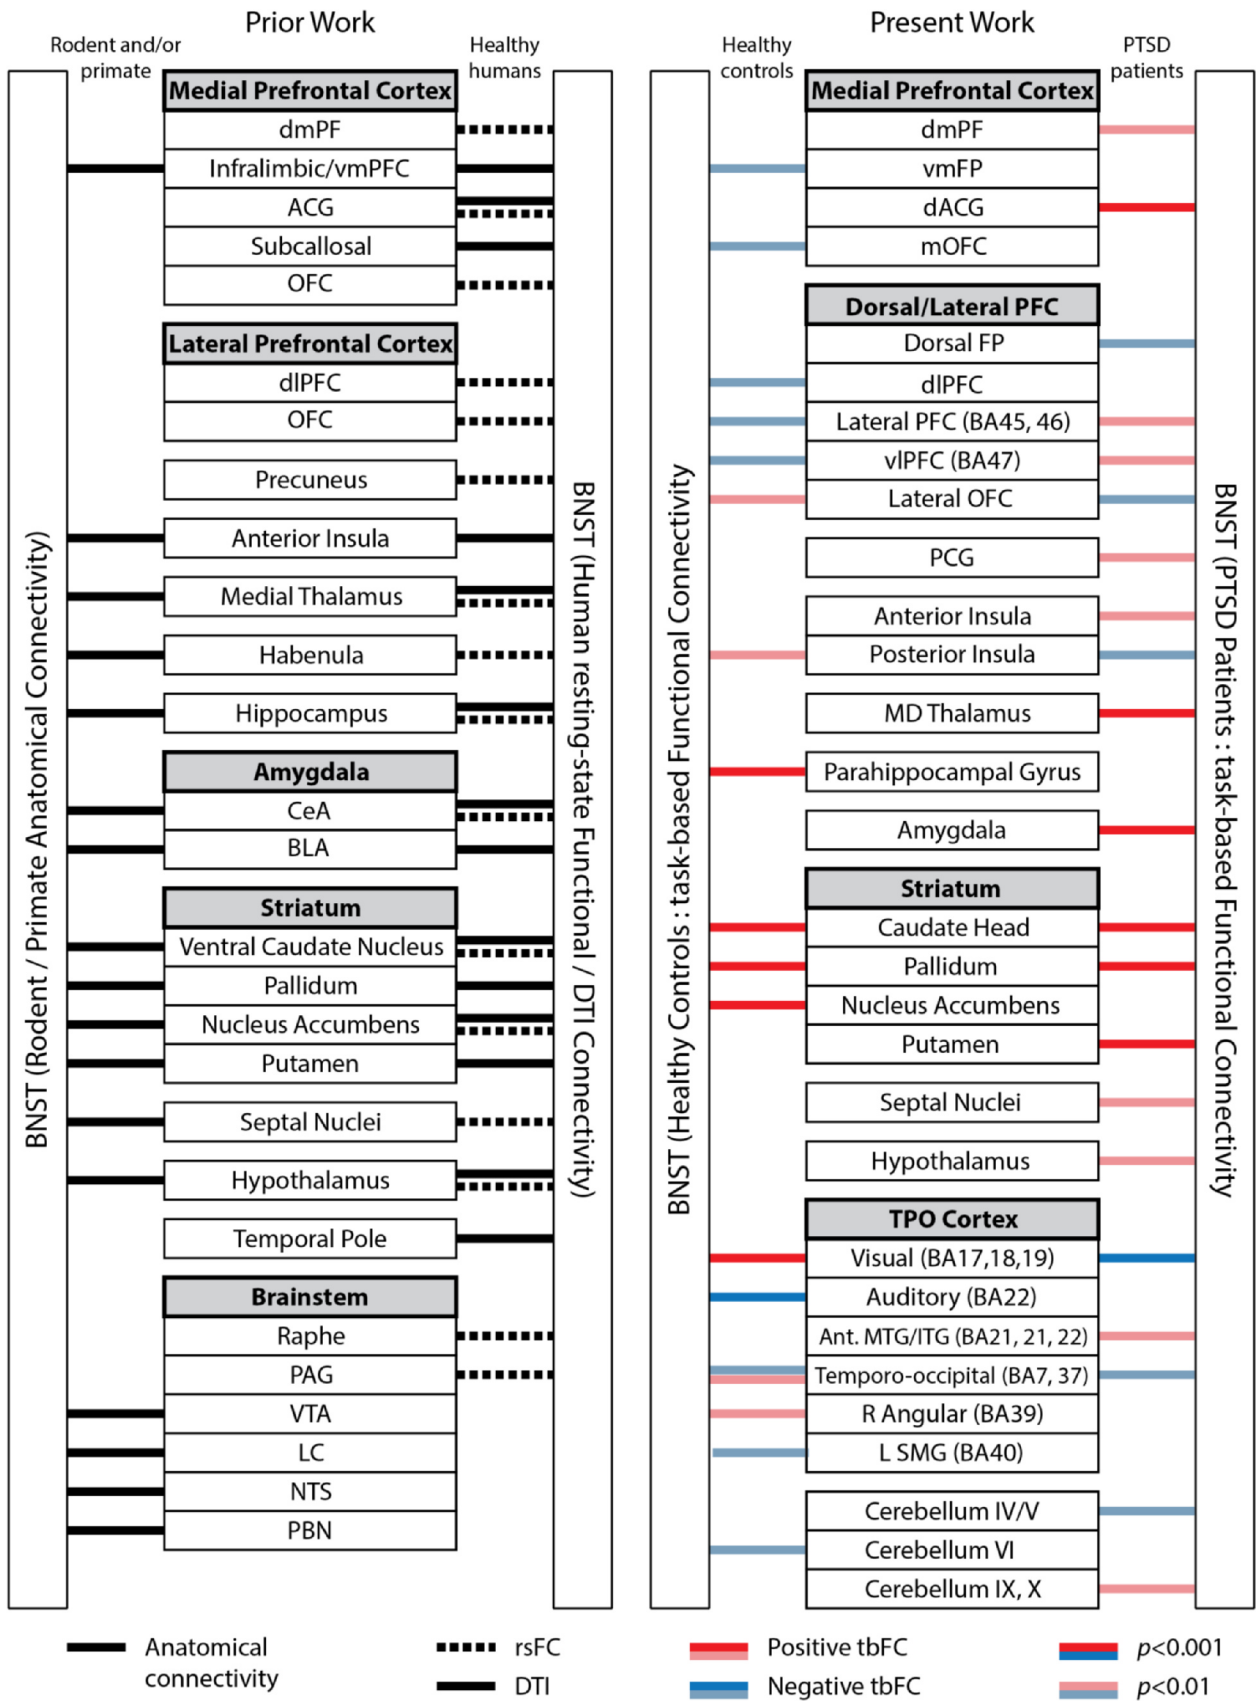 Prior Work
Rodent and/or
primate
Healthy
humans
Medial Prefrontal Cortex
dmPF
Infralimbic/vmPFC
ACG
Subcallosal
OFC
Lateral Prefrontal Cortex
dlPFC
OFC
Precuneus
Anterior Insula
Medial Thalamus
Habenula
Hippocampus
Amygdala
CeA
BLA
Striatum
Ventral Caudate Nucleus
Pallidum
Nucleus Accumbens
Putamen
Septal Nuclei
Hypothalamus
Temporal Pole
Brainstem
Raphe
PAG
VTA
LC
NTS
PBN
BNST (Rodent / Primate Anatomical Connectivity)
BNST (Human resting-state Functional / DTI Connectivity)
Present Work
Healthy
controls
PTSD
patients
Medial Prefrontal Cortex
dmPF
vmFP
dACG
mOFC
Dorsal/Lateral PFC
Dorsal FP
dlPFC
Lateral PFC (BA45, 46)
vlPFC (BA47)
Lateral OFC
PCG
Anterior Insula
Posterior Insula
MD Thalamus
Parahippocampal Gyrus
Amygdala
Striatum
Caudate Head
Pallidum
Nucleus Accumbens
Putamen
Septal Nuclei
Hypothalamus
TPO Cortex
Visual (BA17,18,19)
Auditory (BA22)
Ant. MTG/ITG (BA21, 21, 22)
Temporo-occipital (BA7, 37)
R Angular (BA39)
L SMG (BA40)
Cerebellum IV/V
Cerebellum VI
Cerebellum IX, X
BNST (Healthy Controls : task-based Functional Connectivity
BNST (PTSD Patients : task-based Functional Connectivity
Anatomical
connectivity
rsFC
DTI
Positive tbFC
Negative tbFC
p<0.001
p<0.01